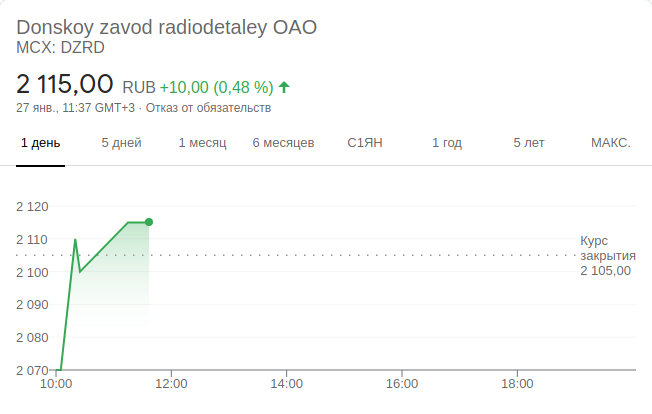 Donskoy zavod radiodetaley OAO
MCX: DZRD
2 115,00 RUB +10,00 (0,48 %)
27 янв., 11:37 GMT+3 · Отказ от обязательств
1 день 5 дней 1 месяц 6 месяцев С1ЯН 1 год 5 лет МАКС.
2 120
2 110
Курс
закрытия
2 105,00
2 100
2 090
2 080
2 070
10:00 12:00 14:00 16:00 18:00